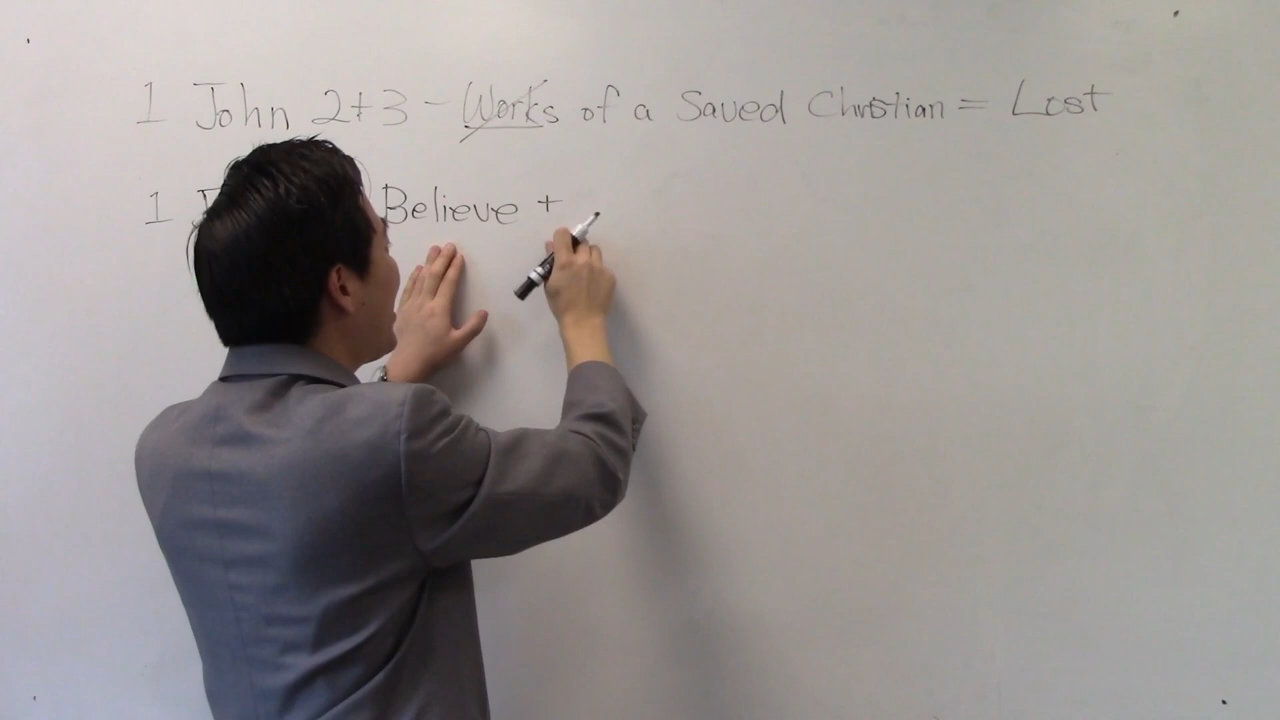 1 John 2+3 - Works of a Saved Christian = Lost
1 Believe +